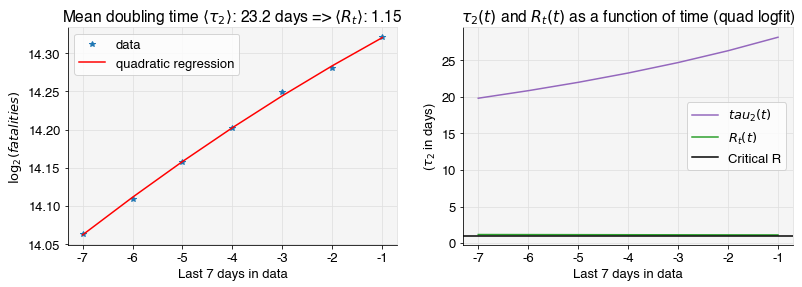 Mean doubling time ⟨τ₂⟩: 23.2 days => ⟨Rₜ⟩: 1.15
data
quadratic regression
log₂(fatalities)
14.30
14.25
14.20
14.15
14.10
14.05
-7 -6 -5 -4 -3 -2 -1
Last 7 days in data
τ₂(t) and Rₜ(t) as a function of time (quad logfit)
tau₂(t)
Rₜ(t)
Critical R
(τ₂ in days)
25
20
15
10
5
0
-7 -6 -5 -4 -3 -2 -1
Last 7 days in data